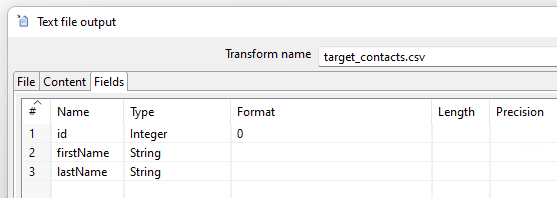 Text file output
Transform name target_contacts.csv
File Content Fields
# Name Type Format Length Precision
1 id Integer 0
2 firstName String
3 lastName String